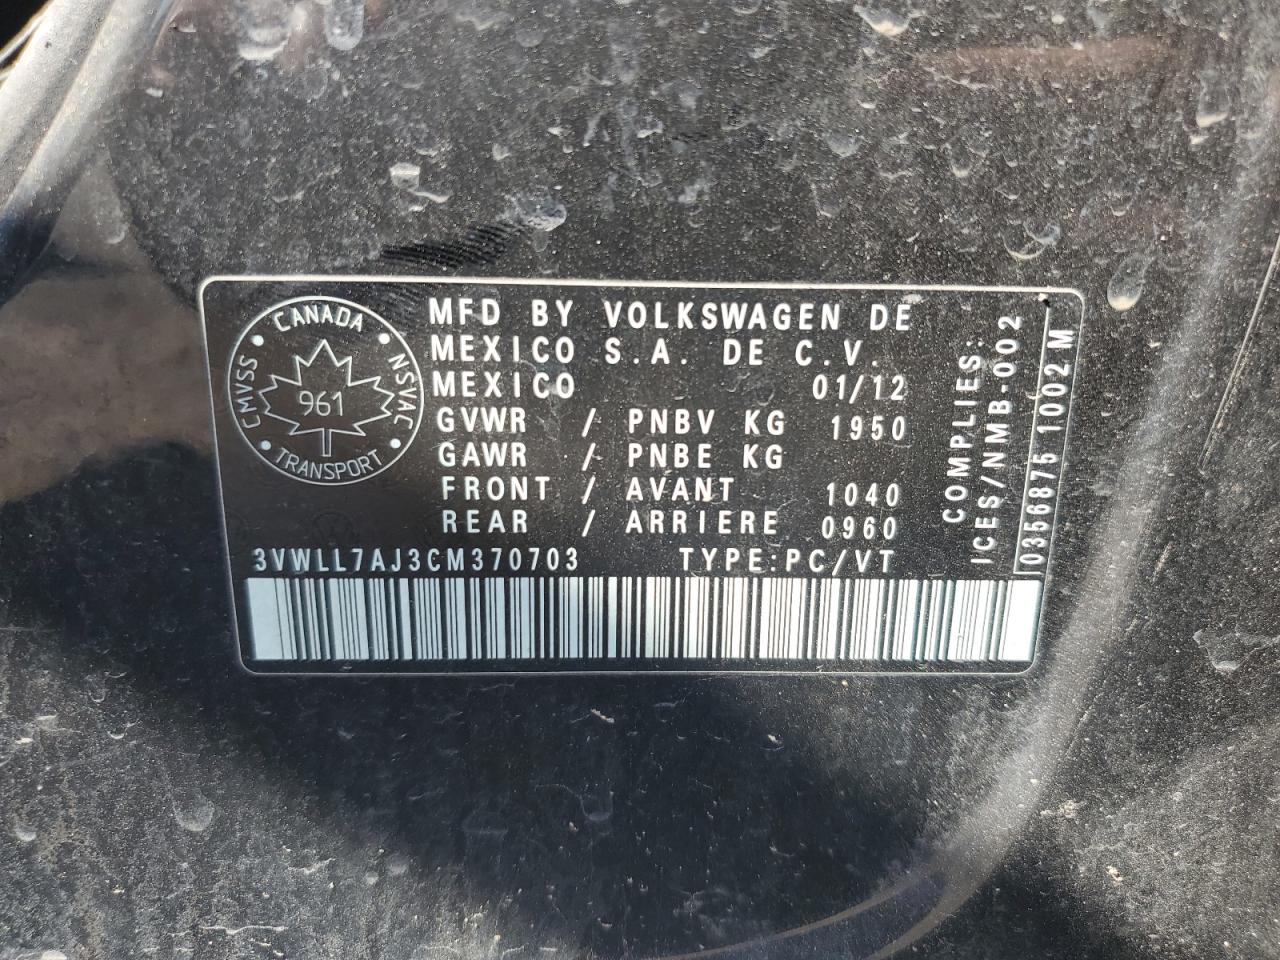 CANADA
CMVSS
NSVAC
961
TRANSPORT
MFD BY VOLKSWAGEN DE
MEXICO S.A. DE C.V.
MEXICO 01/12
GVWR / PNBV KG 1950
GAWR / PNBE KG
FRONT / AVANT 1040
REAR / ARRIERE 0960
3VWLL7AJ3CM370703 TYPE:PC/VT
COMPLIES:
ICES/NMB-002
0356875 1002 M